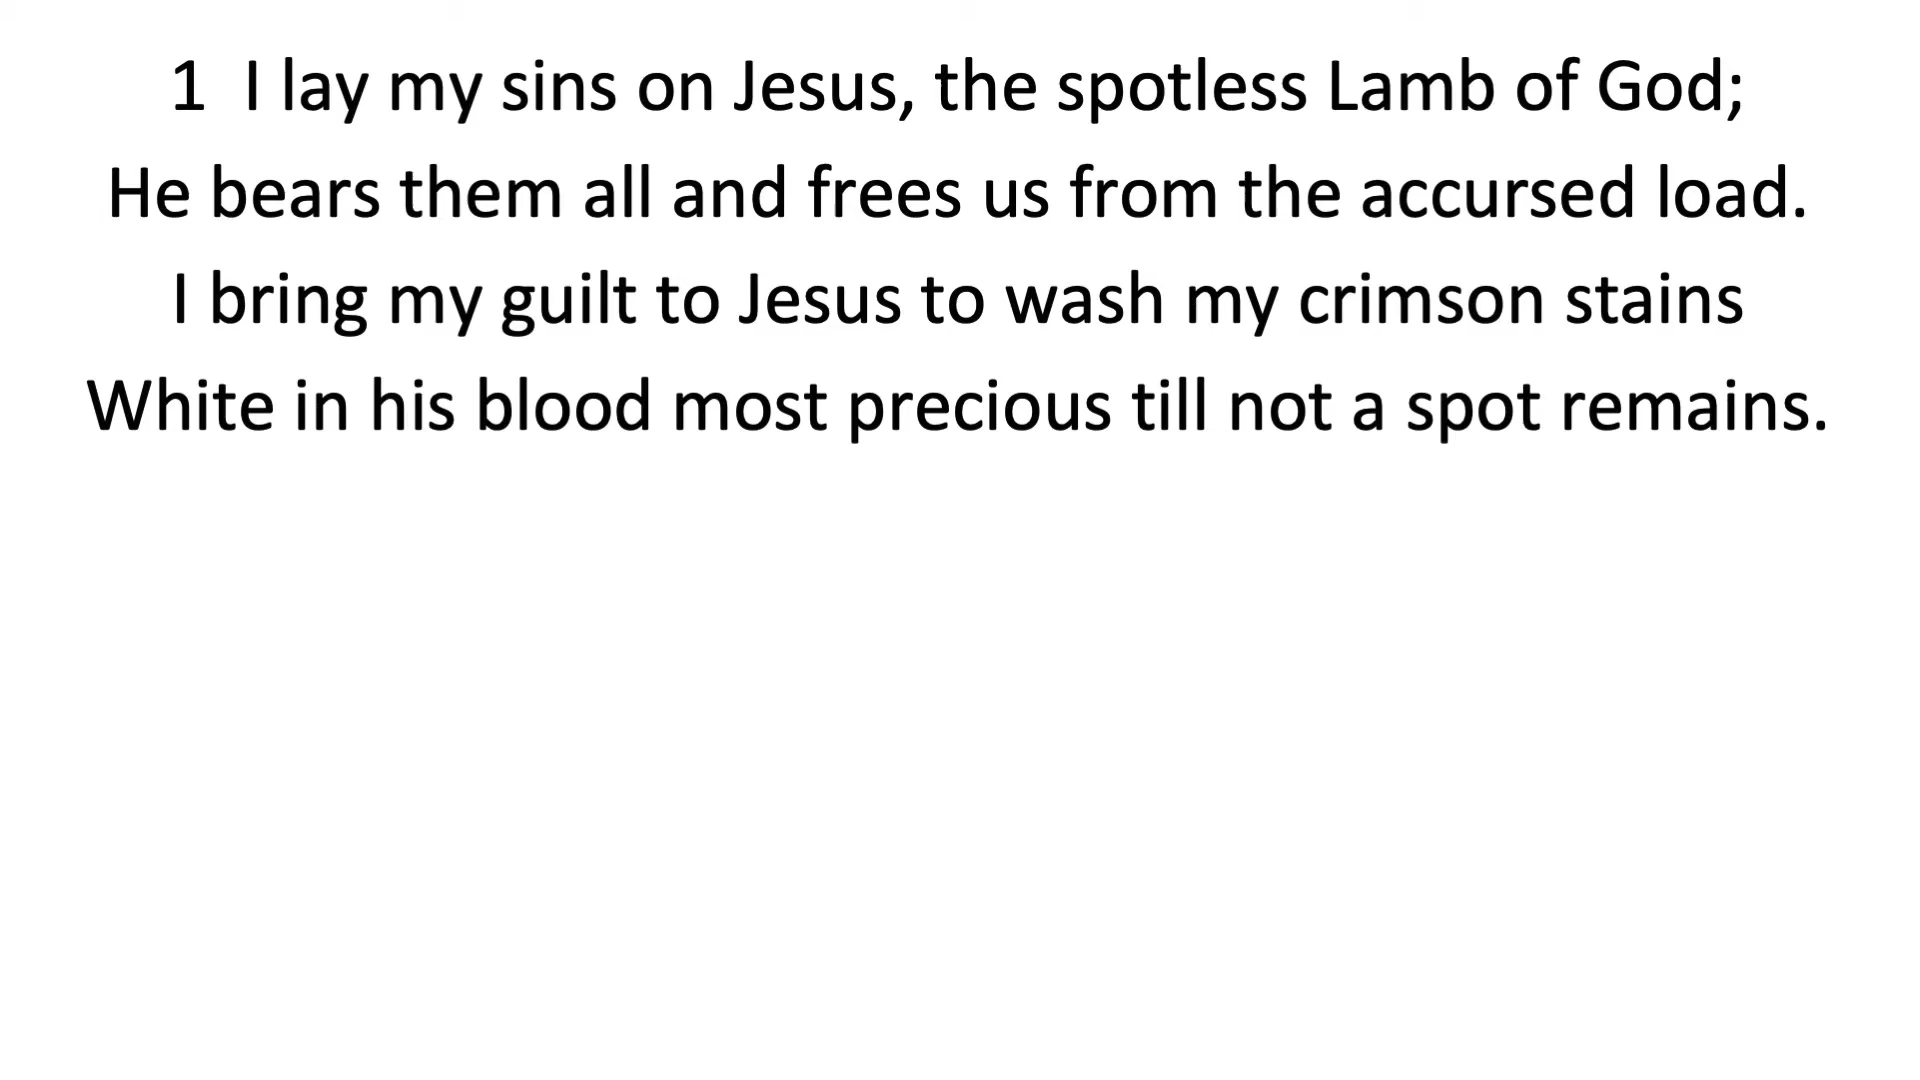 1  I lay my sins on Jesus, the spotless Lamb of God;
He bears them all and frees us from the accursed load.
I bring my guilt to Jesus to wash my crimson stains
White in his blood most precious till not a spot remains.